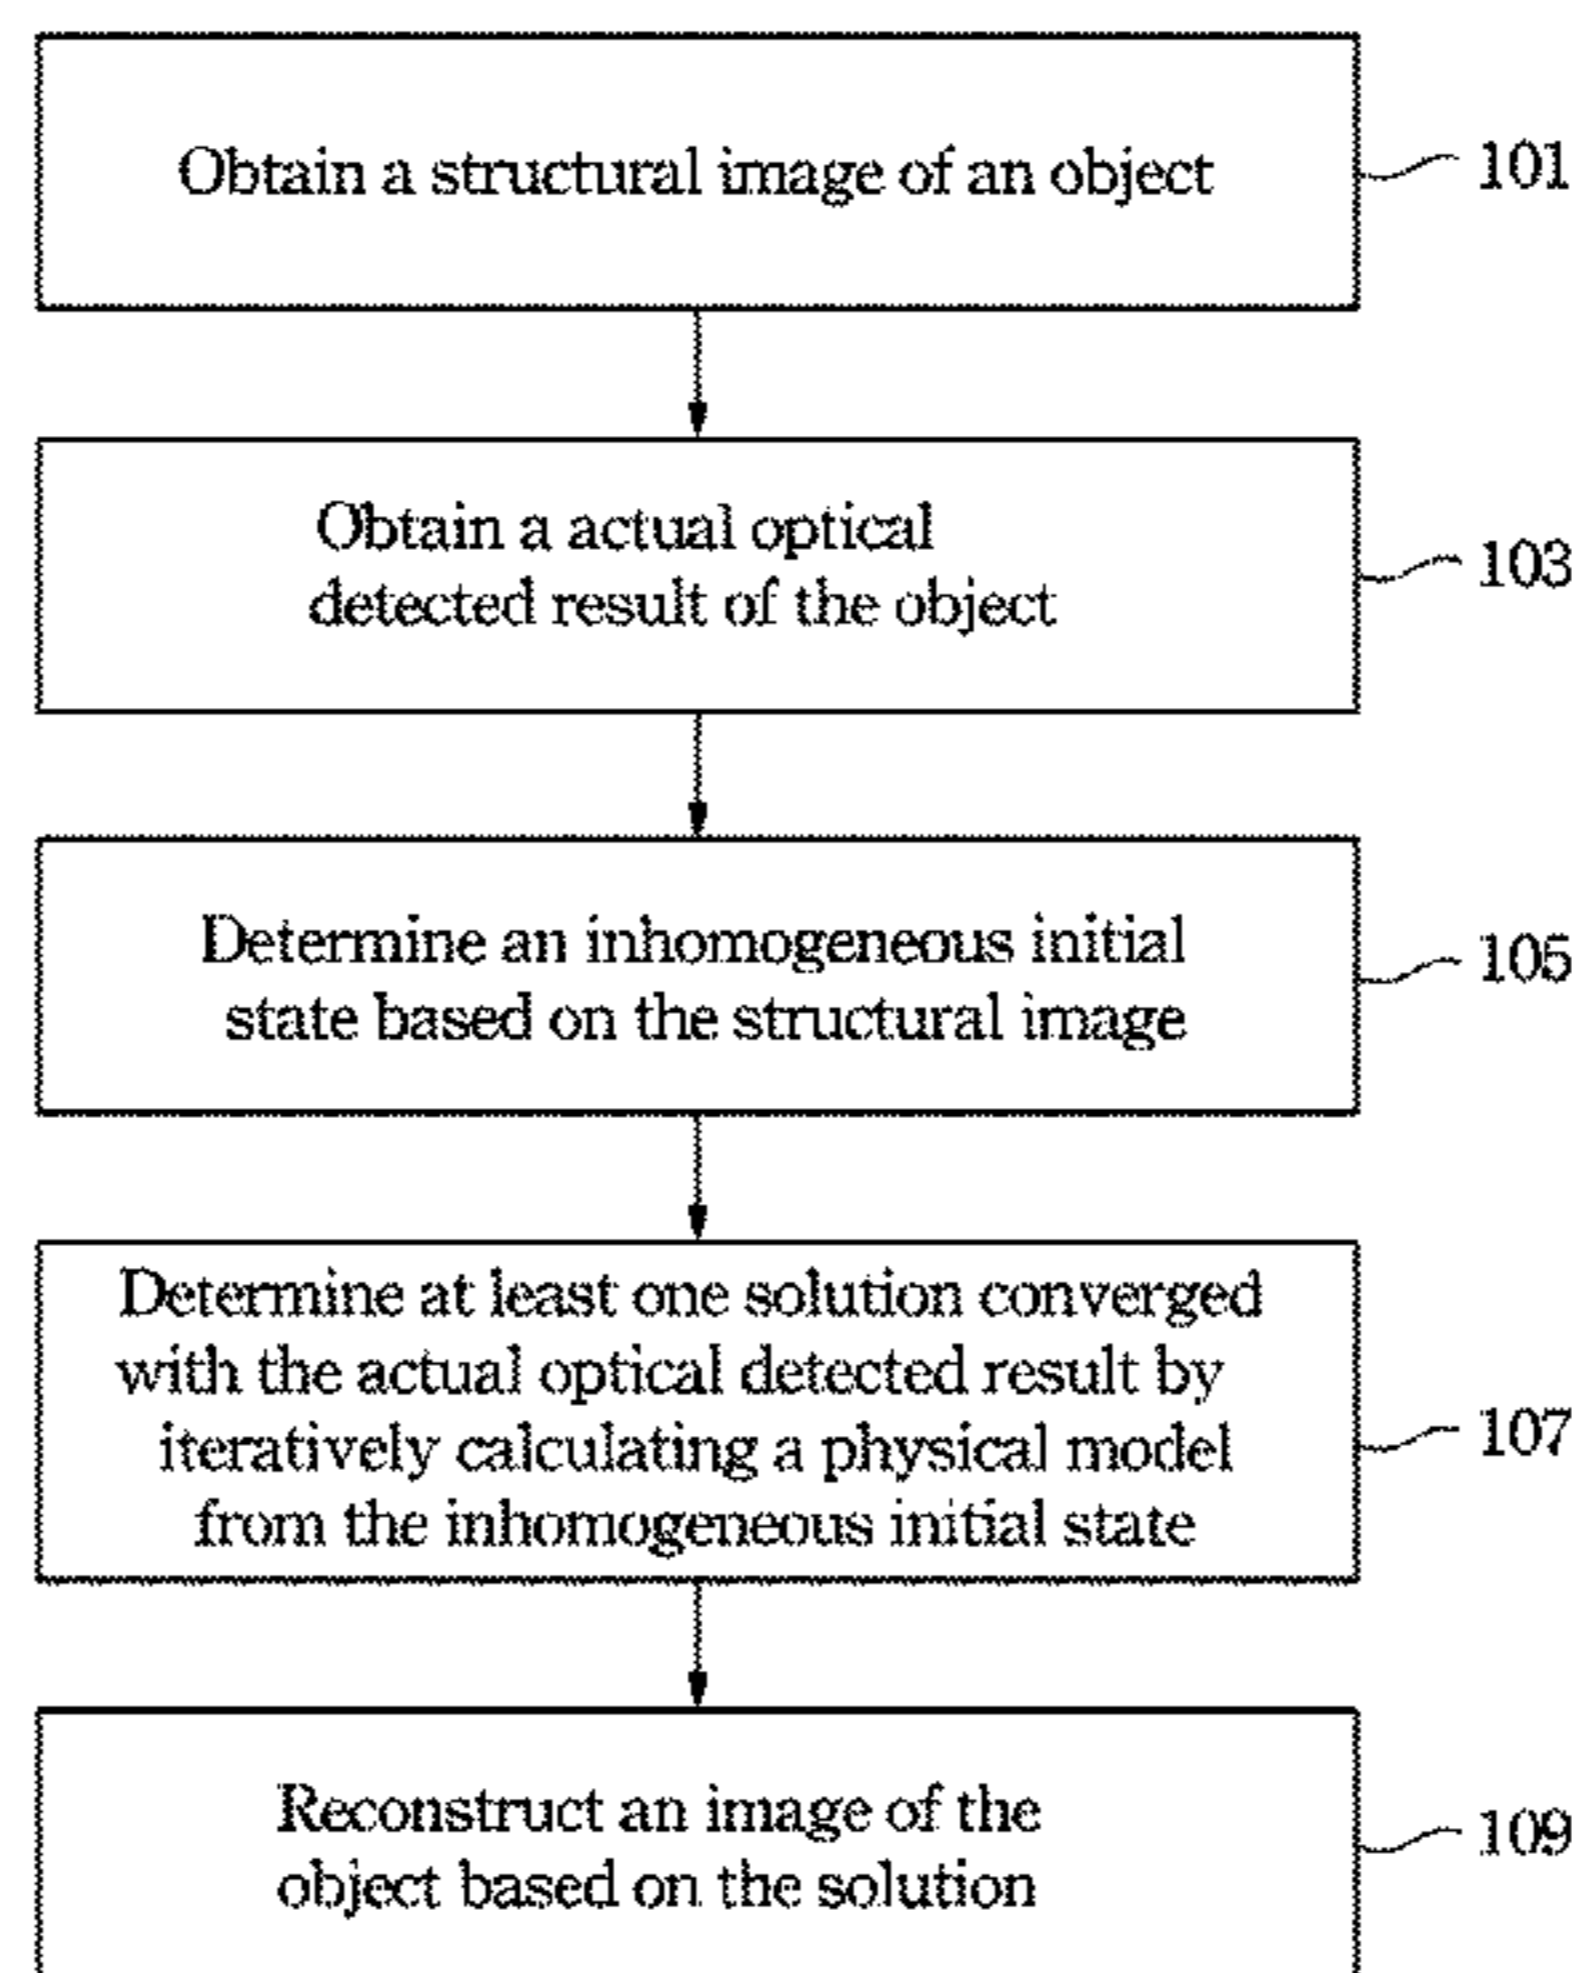 Obtain a structural image of an object
101
Obtain a actual optical
detected result of the object
103
Determine an inhomogeneous initial
state based on the structural image
105
Determine at least one solution converged
with the actual optical detected result by
iteratively calculating a physical model
from the inhomogeneous initial state
107
Reconstruct an image of the
object based on the solution
109